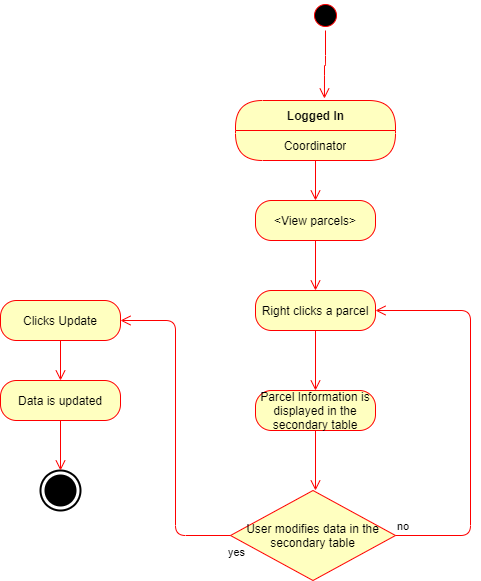 Logged In
Coordinator
<View parcels>
Right clicks a parcel
Clicks Update
Parcel Information is
displayed in the
secondary table
Data is updated
User modifies data in the
secondary table
no
yes